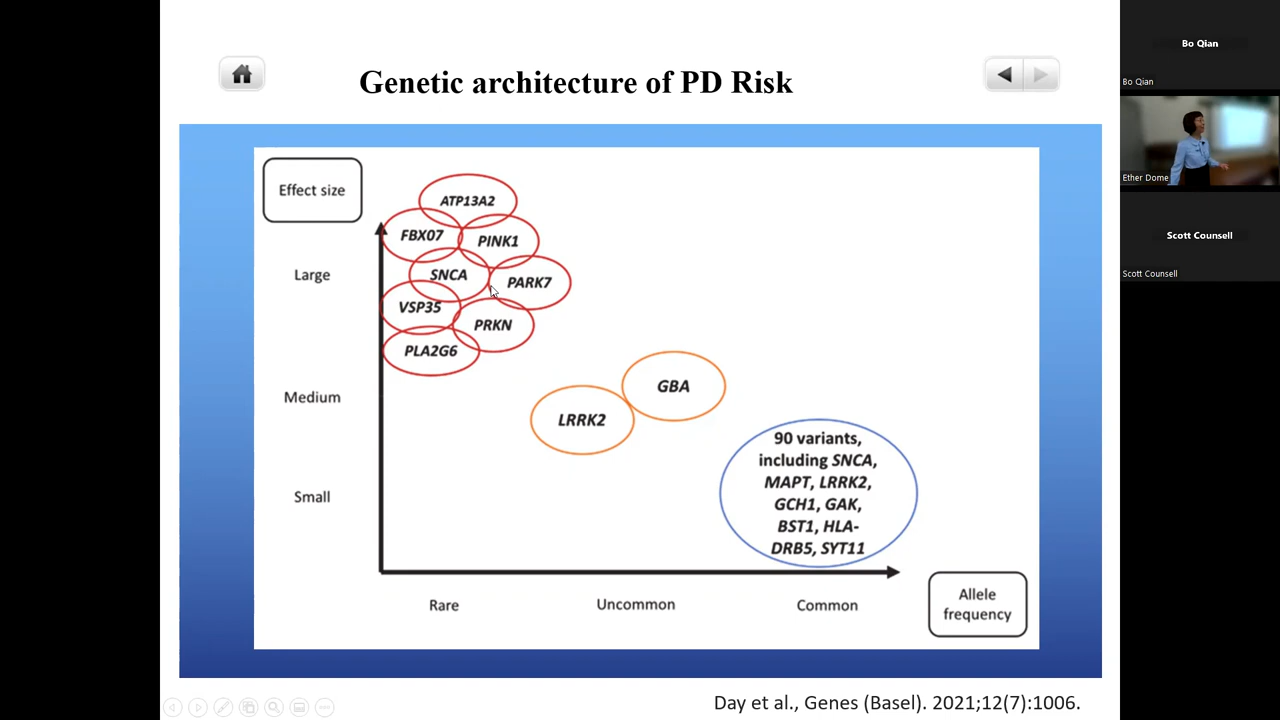 Genetic architecture of PD Risk
Effect size
Large
Medium
Small
ATP13A2
FBX07
PINK1
SNCA
PARK7
VSP35
PRKN
PLA2G6
GBA
LRRK2
90 variants,
including SNCA,
MAPT, LRRK2,
GCH1, GAK,
BST1, HLA-
DRB5, SYT11
Rare
Uncommon
Common
Allele
frequency
Day et al., Genes (Basel). 2021;12(7):1006.
Bo Qian
Bo Qian
Ether Dome
Scott Counsell
Scott Counsell